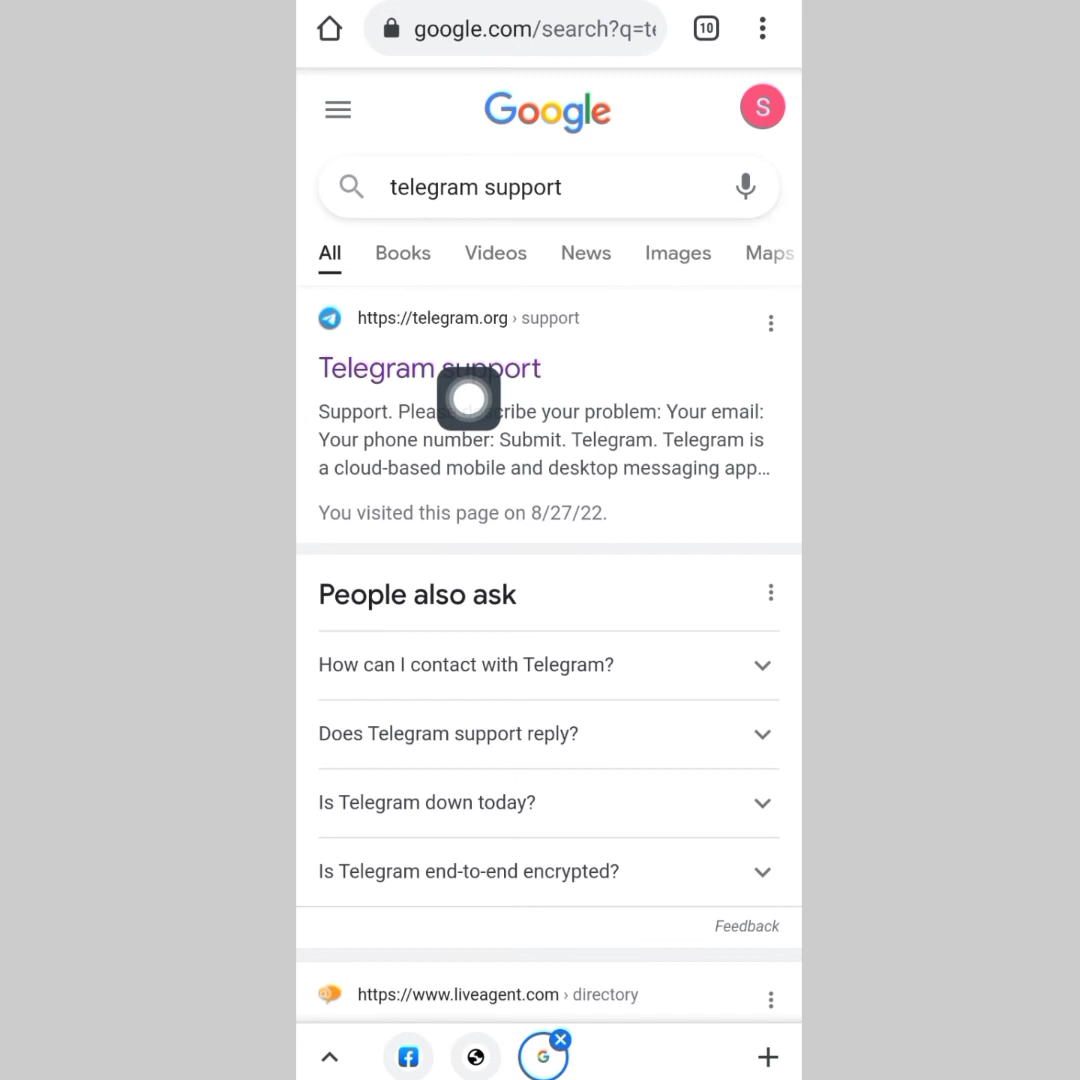 google.com/search?q=te
10
Google
S
telegram support
All Books Videos News Images Maps
https://telegram.org › support
Telegram support
Support. Please describe your problem: Your email:
Your phone number: Submit. Telegram. Telegram is
a cloud-based mobile and desktop messaging app...
You visited this page on 8/27/22.
People also ask
How can I contact with Telegram?
Does Telegram support reply?
Is Telegram down today?
Is Telegram end-to-end encrypted?
Feedback
https://www.liveagent.com › directory